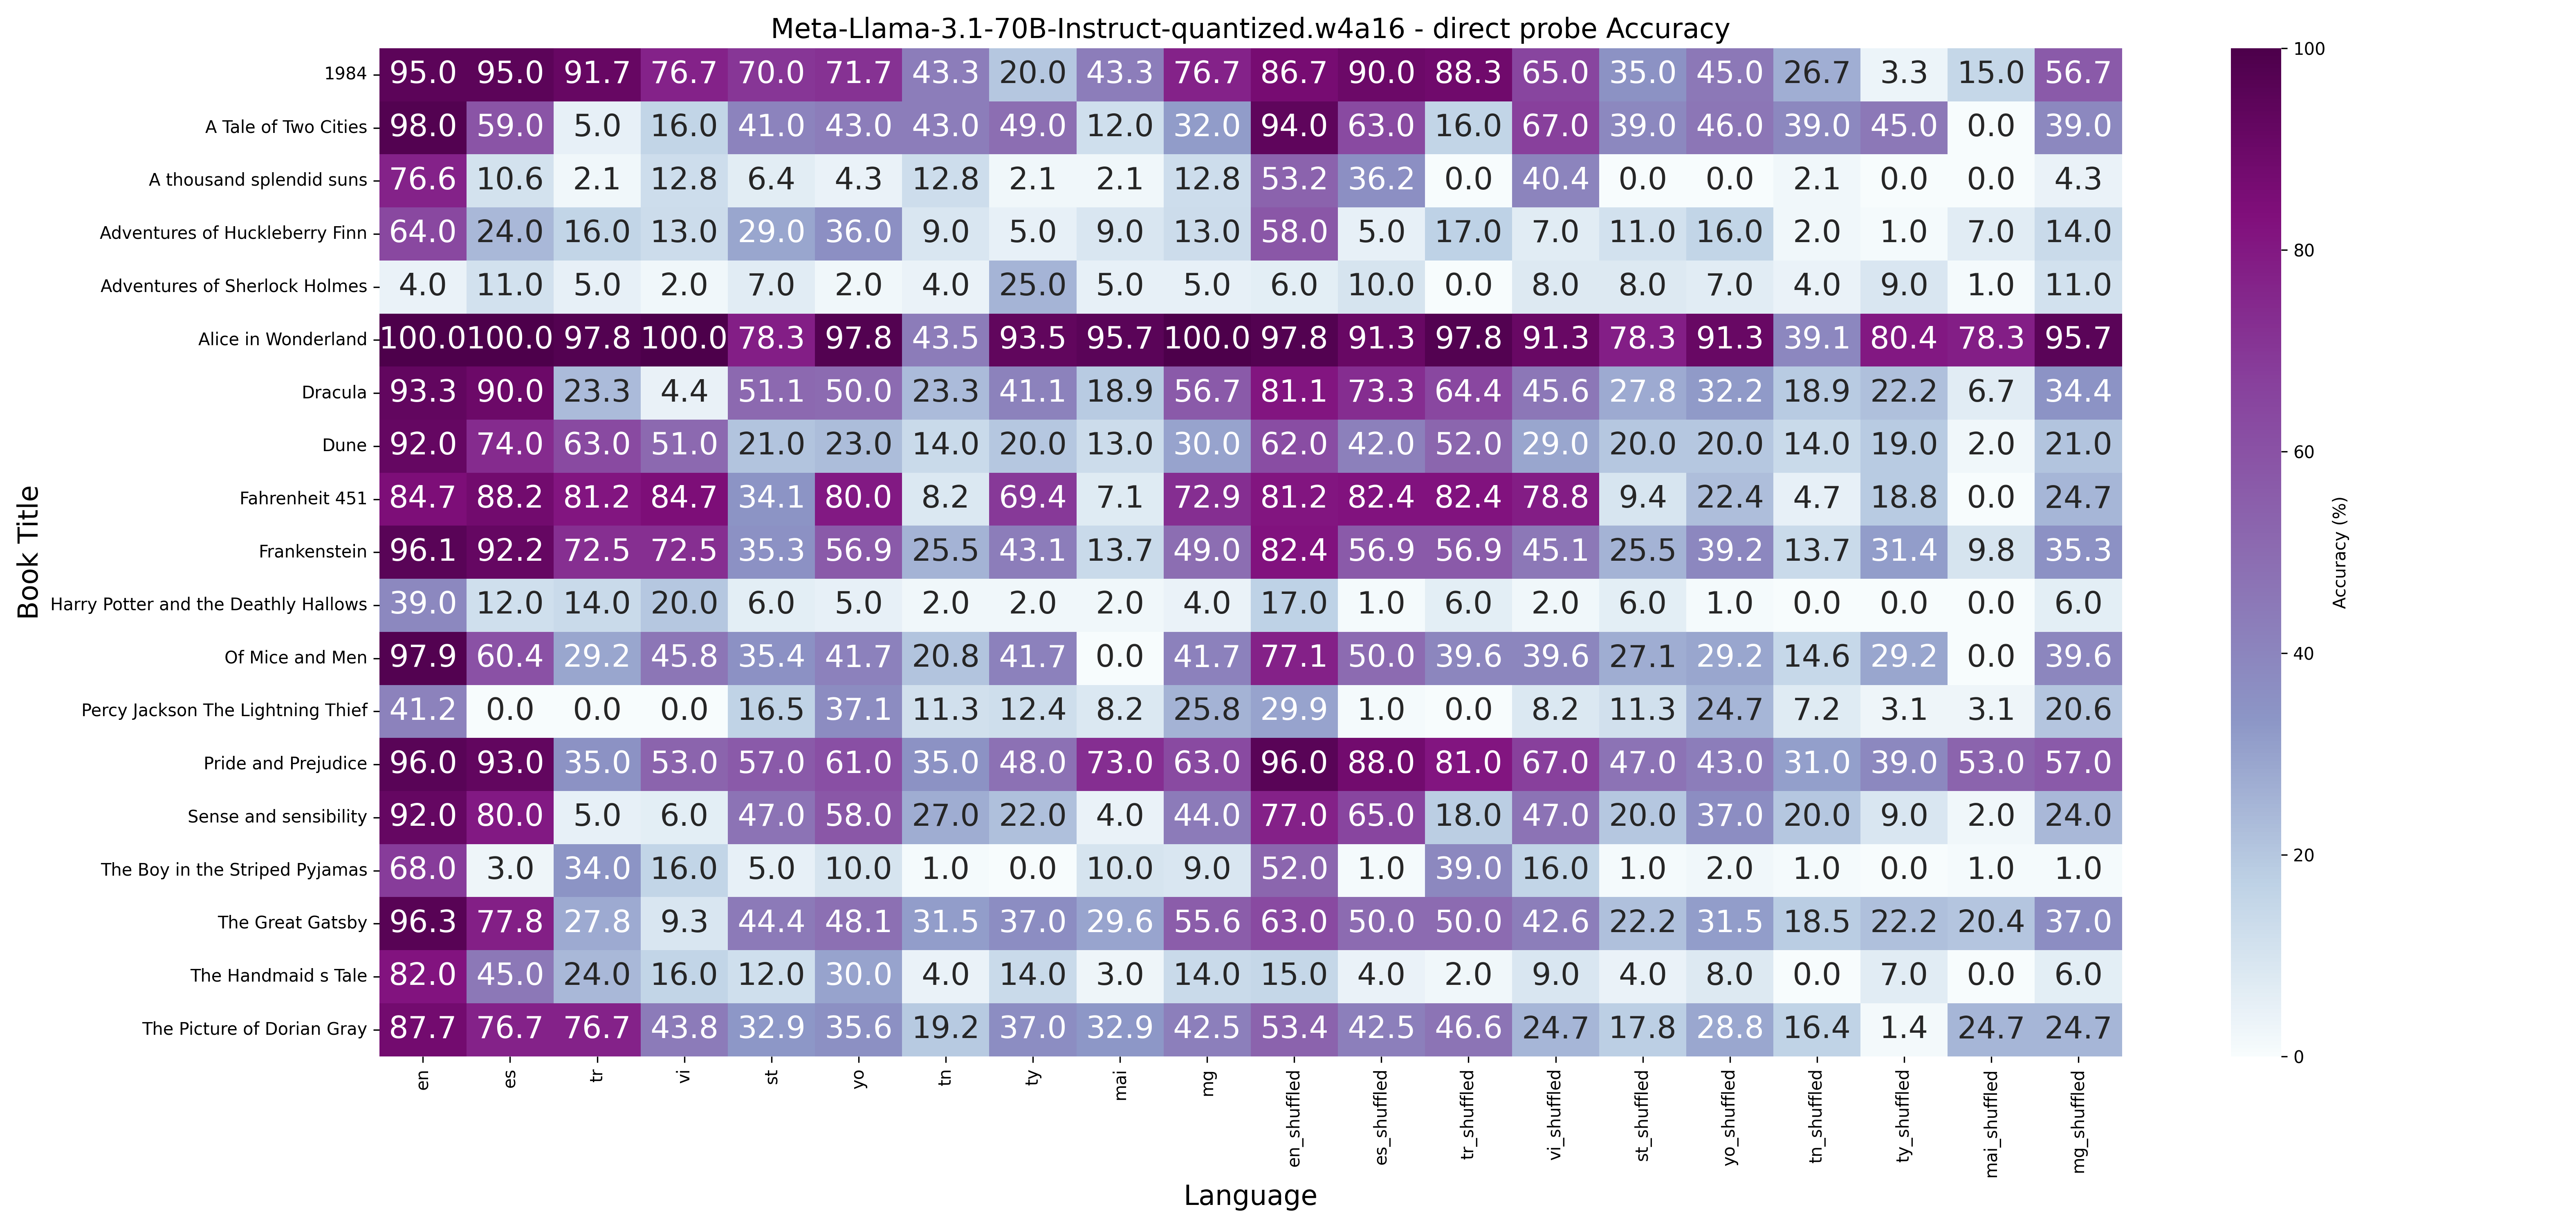 Meta-Llama-3.1-70B-Instruct-quantized.w4a16 - direct probe Accuracy
1984 95.0 95.0 91.7 76.7 70.0 71.7 43.3 20.0 43.3 76.7 86.7 90.0 88.3 65.0 35.0 45.0 26.7 3.3 15.0 56.7
A Tale of Two Cities 98.0 59.0 5.0 16.0 41.0 43.0 43.0 49.0 12.0 32.0 94.0 63.0 16.0 67.0 39.0 46.0 39.0 45.0 0.0 39.0
A thousand splendid suns 76.6 10.6 2.1 12.8 6.4 4.3 12.8 2.1 2.1 12.8 53.2 36.2 0.0 40.4 0.0 0.0 2.1 0.0 0.0 4.3
Adventures of Huckleberry Finn 64.0 24.0 16.0 13.0 29.0 36.0 9.0 5.0 9.0 13.0 58.0 5.0 17.0 7.0 11.0 16.0 2.0 1.0 7.0 14.0
Adventures of Sherlock Holmes 4.0 11.0 5.0 2.0 7.0 2.0 4.0 25.0 5.0 5.0 6.0 10.0 0.0 8.0 8.0 7.0 4.0 9.0 1.0 11.0
Alice in Wonderland 100.0 100.0 97.8 100.0 78.3 97.8 43.5 93.5 95.7 100.0 97.8 91.3 97.8 91.3 78.3 91.3 39.1 80.4 78.3 95.7
Dracula 93.3 90.0 23.3 4.4 51.1 50.0 23.3 41.1 18.9 56.7 81.1 73.3 64.4 45.6 27.8 32.2 18.9 22.2 6.7 34.4
Dune 92.0 74.0 63.0 51.0 21.0 23.0 14.0 20.0 13.0 30.0 62.0 42.0 52.0 29.0 20.0 20.0 14.0 19.0 2.0 21.0
Fahrenheit 451 84.7 88.2 81.2 84.7 34.1 80.0 8.2 69.4 7.1 72.9 81.2 82.4 82.4 78.8 9.4 22.4 4.7 18.8 0.0 24.7
Frankenstein 96.1 92.2 72.5 72.5 35.3 56.9 25.5 43.1 13.7 49.0 82.4 56.9 56.9 45.1 25.5 39.2 13.7 31.4 9.8 35.3
Harry Potter and the Deathly Hallows 39.0 12.0 14.0 20.0 6.0 5.0 2.0 2.0 2.0 4.0 17.0 1.0 6.0 2.0 6.0 1.0 0.0 0.0 0.0 6.0
Of Mice and Men 97.9 60.4 29.2 45.8 35.4 41.7 20.8 41.7 0.0 41.7 77.1 50.0 39.6 39.6 27.1 29.2 14.6 29.2 0.0 39.6
Percy Jackson The Lightning Thief 41.2 0.0 0.0 0.0 16.5 37.1 11.3 12.4 8.2 25.8 29.9 1.0 0.0 8.2 11.3 24.7 7.2 3.1 3.1 20.6
Pride and Prejudice 96.0 93.0 35.0 53.0 57.0 61.0 35.0 48.0 73.0 63.0 96.0 88.0 81.0 67.0 47.0 43.0 31.0 39.0 53.0 57.0
Sense and sensibility 92.0 80.0 5.0 6.0 47.0 58.0 27.0 22.0 4.0 44.0 77.0 65.0 18.0 47.0 20.0 37.0 20.0 9.0 2.0 24.0
The Boy in the Striped Pyjamas 68.0 3.0 34.0 16.0 5.0 10.0 1.0 0.0 10.0 9.0 52.0 1.0 39.0 16.0 1.0 2.0 1.0 0.0 1.0 1.0
The Great Gatsby 96.3 77.8 27.8 9.3 44.4 48.1 31.5 37.0 29.6 55.6 63.0 50.0 50.0 42.6 22.2 31.5 18.5 22.2 20.4 37.0
The Handmaid s Tale 82.0 45.0 24.0 16.0 12.0 30.0 4.0 14.0 3.0 14.0 15.0 4.0 2.0 9.0 4.0 8.0 0.0 7.0 0.0 6.0
The Picture of Dorian Gray 87.7 76.7 76.7 43.8 32.9 35.6 19.2 37.0 32.9 42.5 53.4 42.5 46.6 24.7 17.8 28.8 16.4 1.4 24.7 24.7
en es tr vi st yo tn ty mai mg en_shuffled es_shuffled tr_shuffled vi_shuffled st_shuffled yo_shuffled tn_shuffled ty_shuffled mai_shuffled mg_shuffled
Language
Book Title
100
80
60
40
20
0
Accuracy (%)